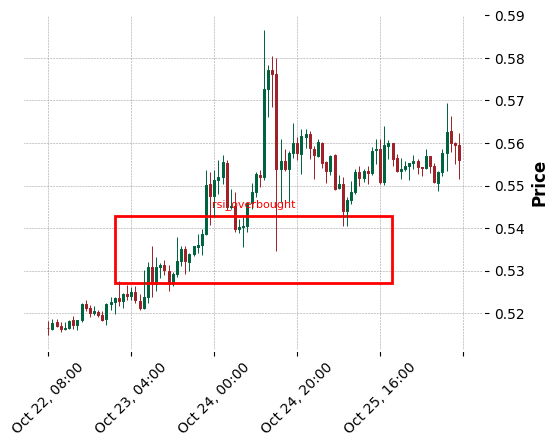 0.59
0.58
0.57
0.56
0.55
0.54
0.53
0.52
Price
rsi_overbought
Oct 22, 08:00
Oct 23, 04:00
Oct 24, 00:00
Oct 24, 20:00
Oct 25, 16:00